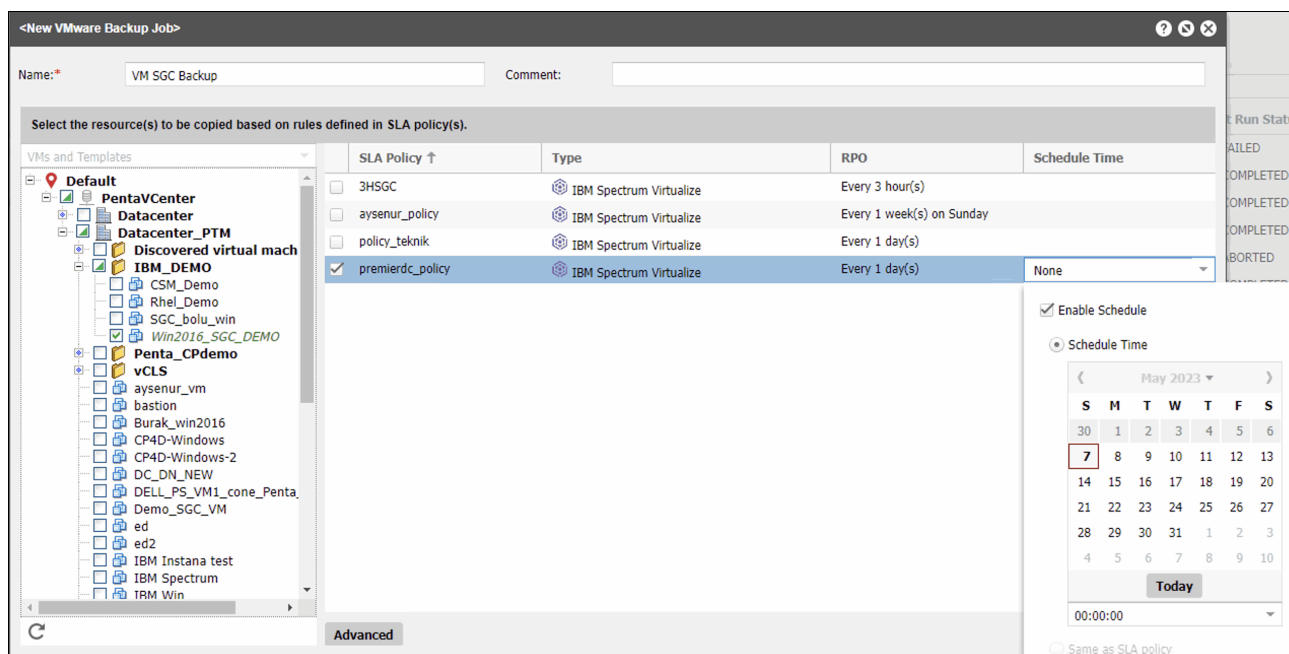 <New VMware Backup Job>
Name:* VM SGC Backup Comment:
Select the resource(s) to be copied based on rules defined in SLA policy(s).
t Run Stat
VMs and Templates
SLA Policy ↑ Type RPO Schedule Time
Default
PentaVCenter
Datacenter
Datacenter_PTM
Discovered virtual mach
IBM_DEMO
CSM_Demo
Rhel_Demo
SGC_bolu_win
Win2016_SGC_DEMO
Penta_CPdemo
vCLS
aysenur_vm
bastion
Burak_win2016
CP4D-Windows
CP4D-Windows-2
DC_DN_NEW
DELL_PS_VM1_cone_Penta_
Demo_SGC_VM
ed
ed2
IBM Instana test
IBM Spectrum
IBM Win
3HSGC IBM Spectrum Virtualize Every 3 hour(s)
aysenur_policy IBM Spectrum Virtualize Every 1 week(s) on Sunday
policy_teknik IBM Spectrum Virtualize Every 1 day(s)
premierdc_policy IBM Spectrum Virtualize Every 1 day(s) None
AILED
COMPLETED
COMPLETED
COMPLETED
BORTED
Enable Schedule
Schedule Time
May 2023
S M T W T F S
30 1 2 3 4 5 6
7 8 9 10 11 12 13
14 15 16 17 18 19 20
21 22 23 24 25 26 27
28 29 30 31 1 2 3
4 5 6 7 8 9 10
Today
00:00:00
Same as SLA policy
Advanced